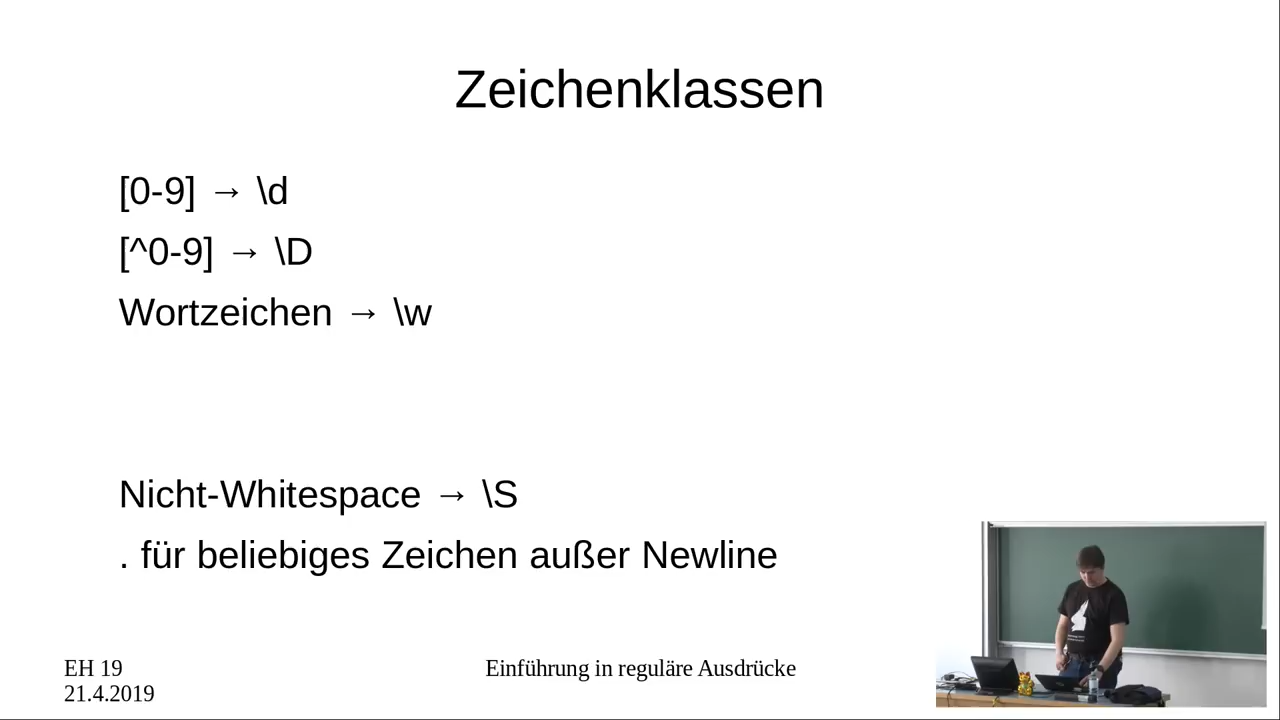 Zeichenklassen
[0-9] → \d
[^0-9] → \D
Wortzeichen → \w
Nicht-Whitespace → \S
. für beliebiges Zeichen außer Newline
EH 19
21.4.2019
Einführung in reguläre Ausdrücke